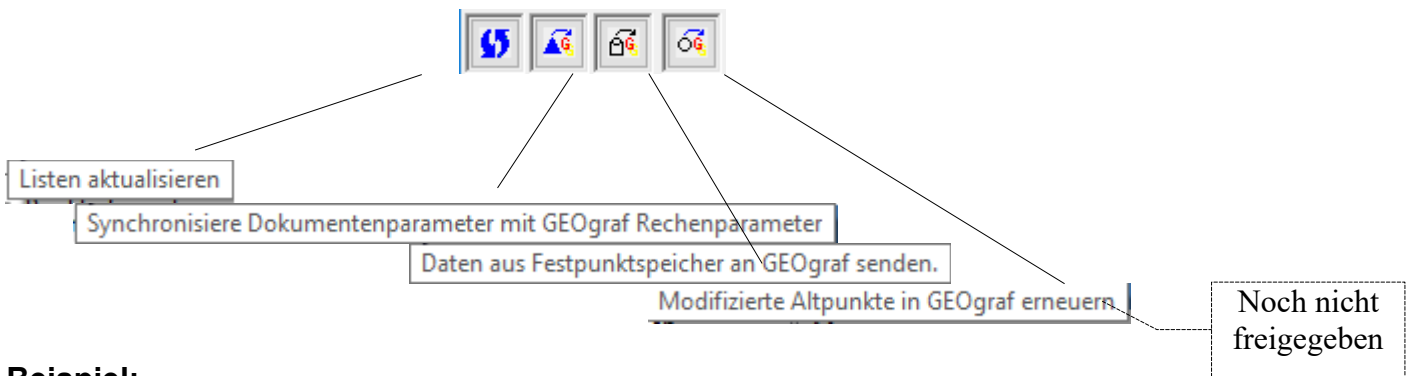 Listen aktualisieren
Synchronisiere Dokumentenparameter mit GEOgraf Rechenparameter
Daten aus Festpunktspeicher an GEOgraf senden.
Modifizierte Altpunkte in GEOgraf erneuern
Noch nicht
freigegeben
Beispiel: